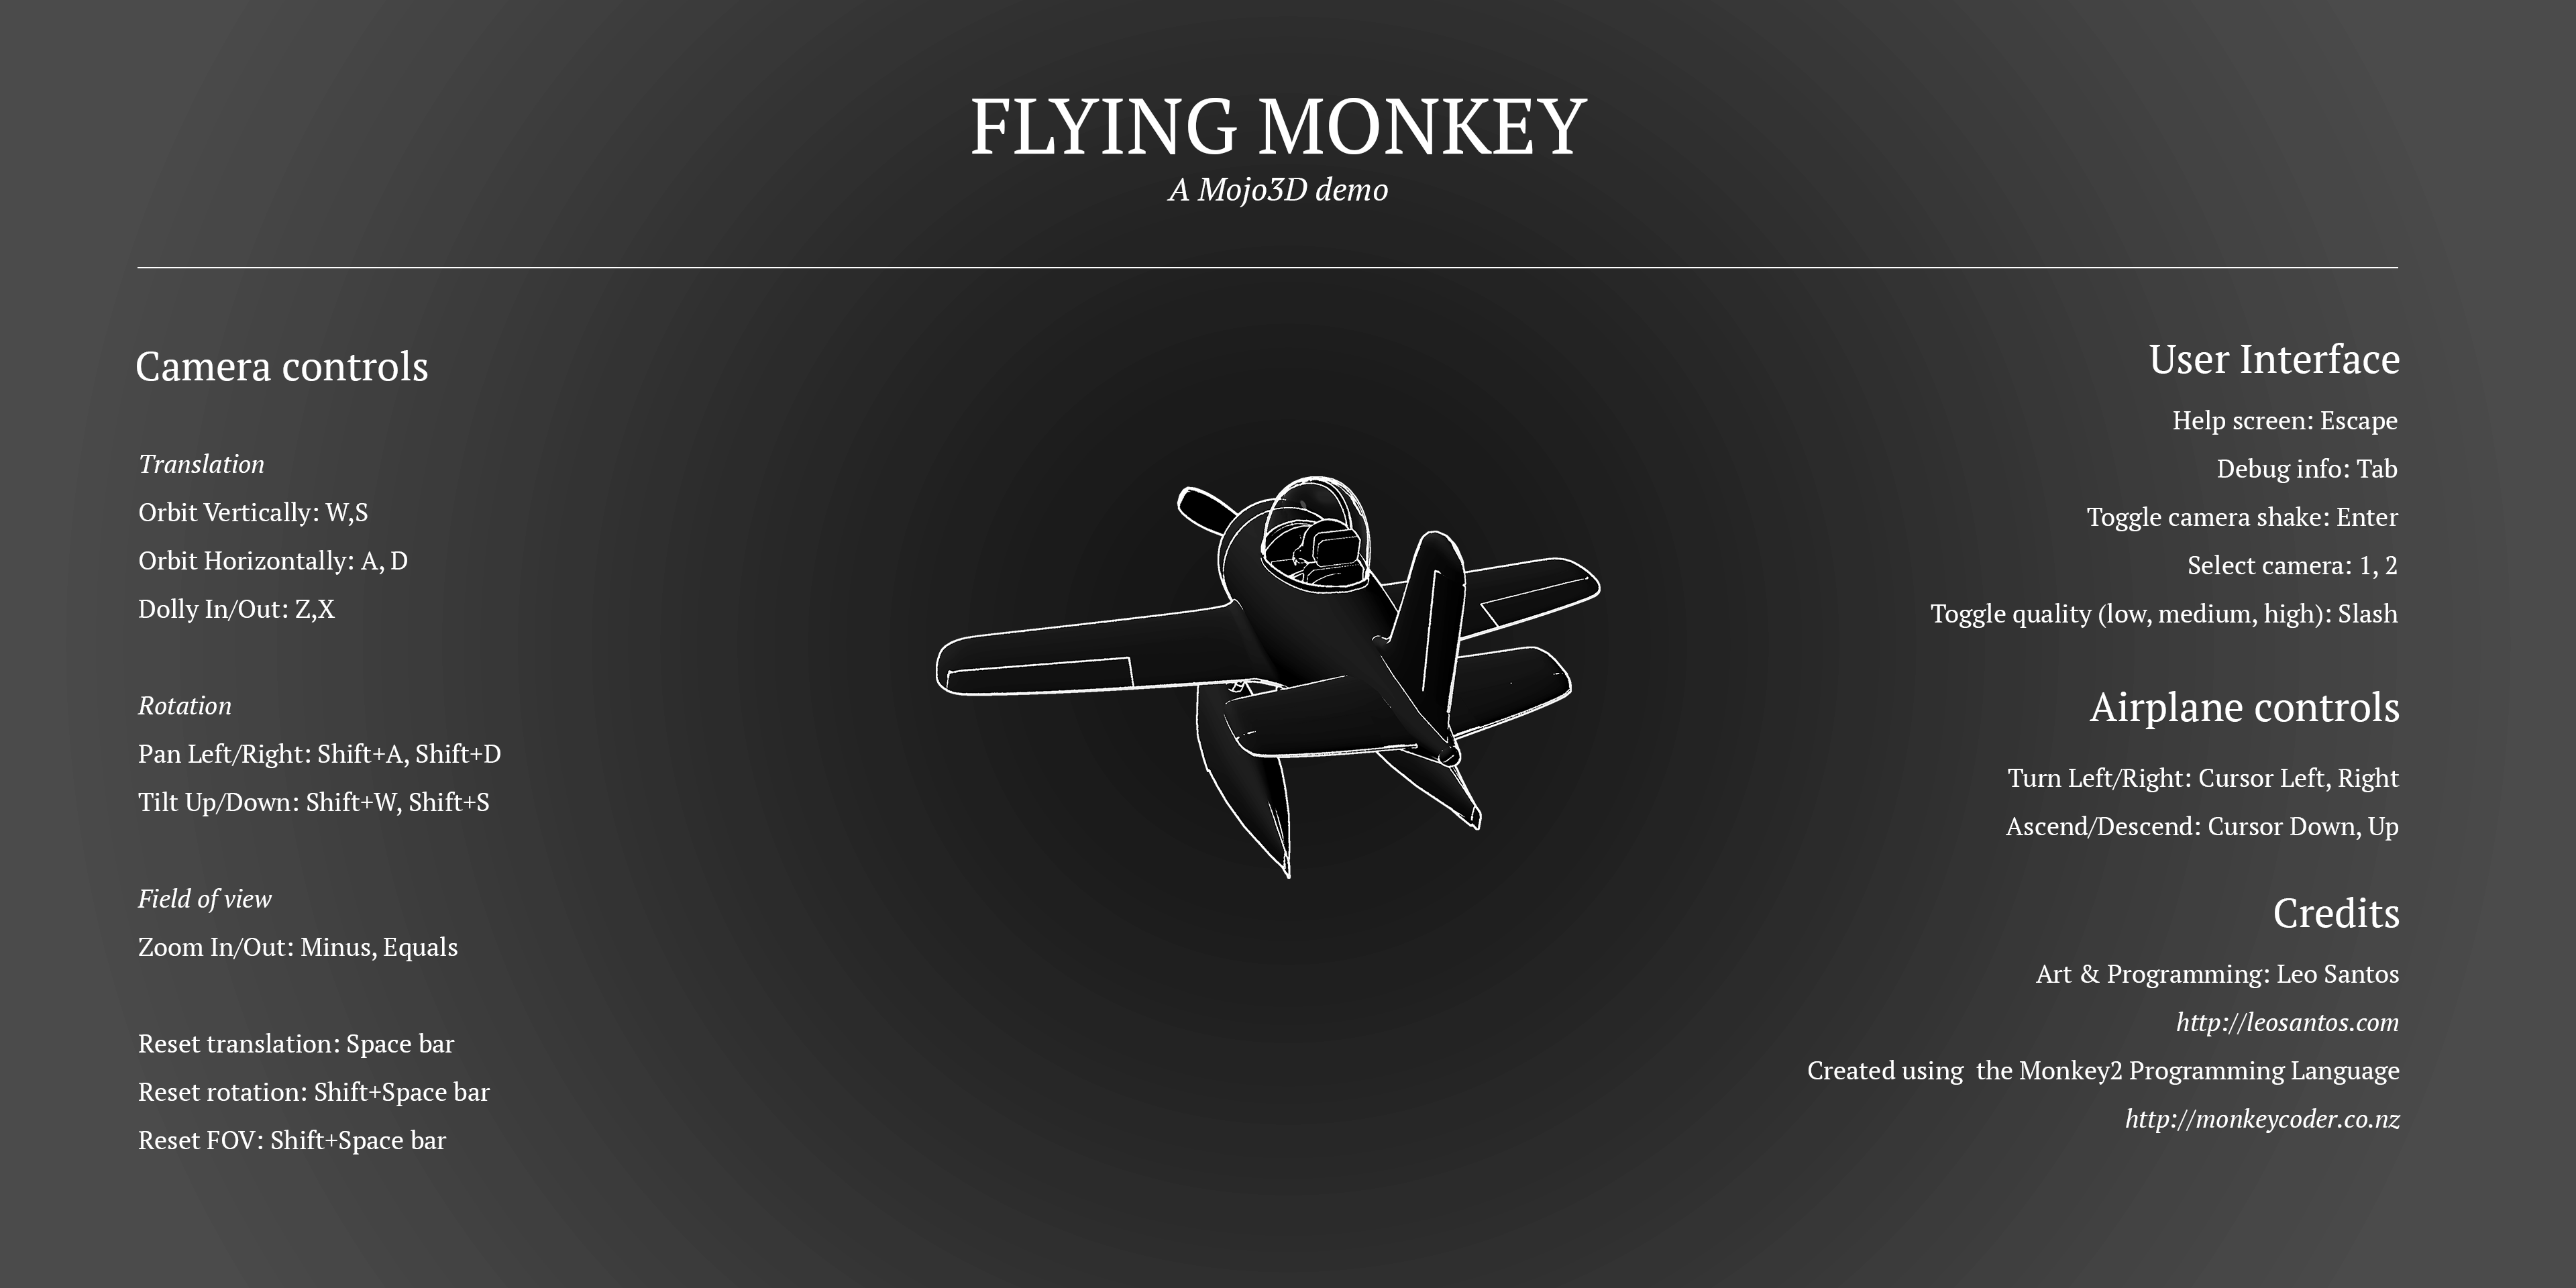 FLYING MONKEY
A Mojo3D demo
Camera controls
Translation
Orbit Vertically: W,S
Orbit Horizontally: A, D
Dolly In/Out: Z,X
Rotation
Pan Left/Right: Shift+A, Shift+D
Tilt Up/Down: Shift+W, Shift+S
Field of view
Zoom In/Out: Minus, Equals
Reset translation: Space bar
Reset rotation: Shift+Space bar
Reset FOV: Shift+Space bar
User Interface
Help screen: Escape
Debug info: Tab
Toggle camera shake: Enter
Select camera: 1, 2
Toggle quality (low, medium, high): Slash
Airplane controls
Turn Left/Right: Cursor Left, Right
Ascend/Descend: Cursor Down, Up
Credits
Art & Programming: Leo Santos
http://leosantos.com
Created using  the Monkey2 Programming Language
http://monkeycoder.co.nz